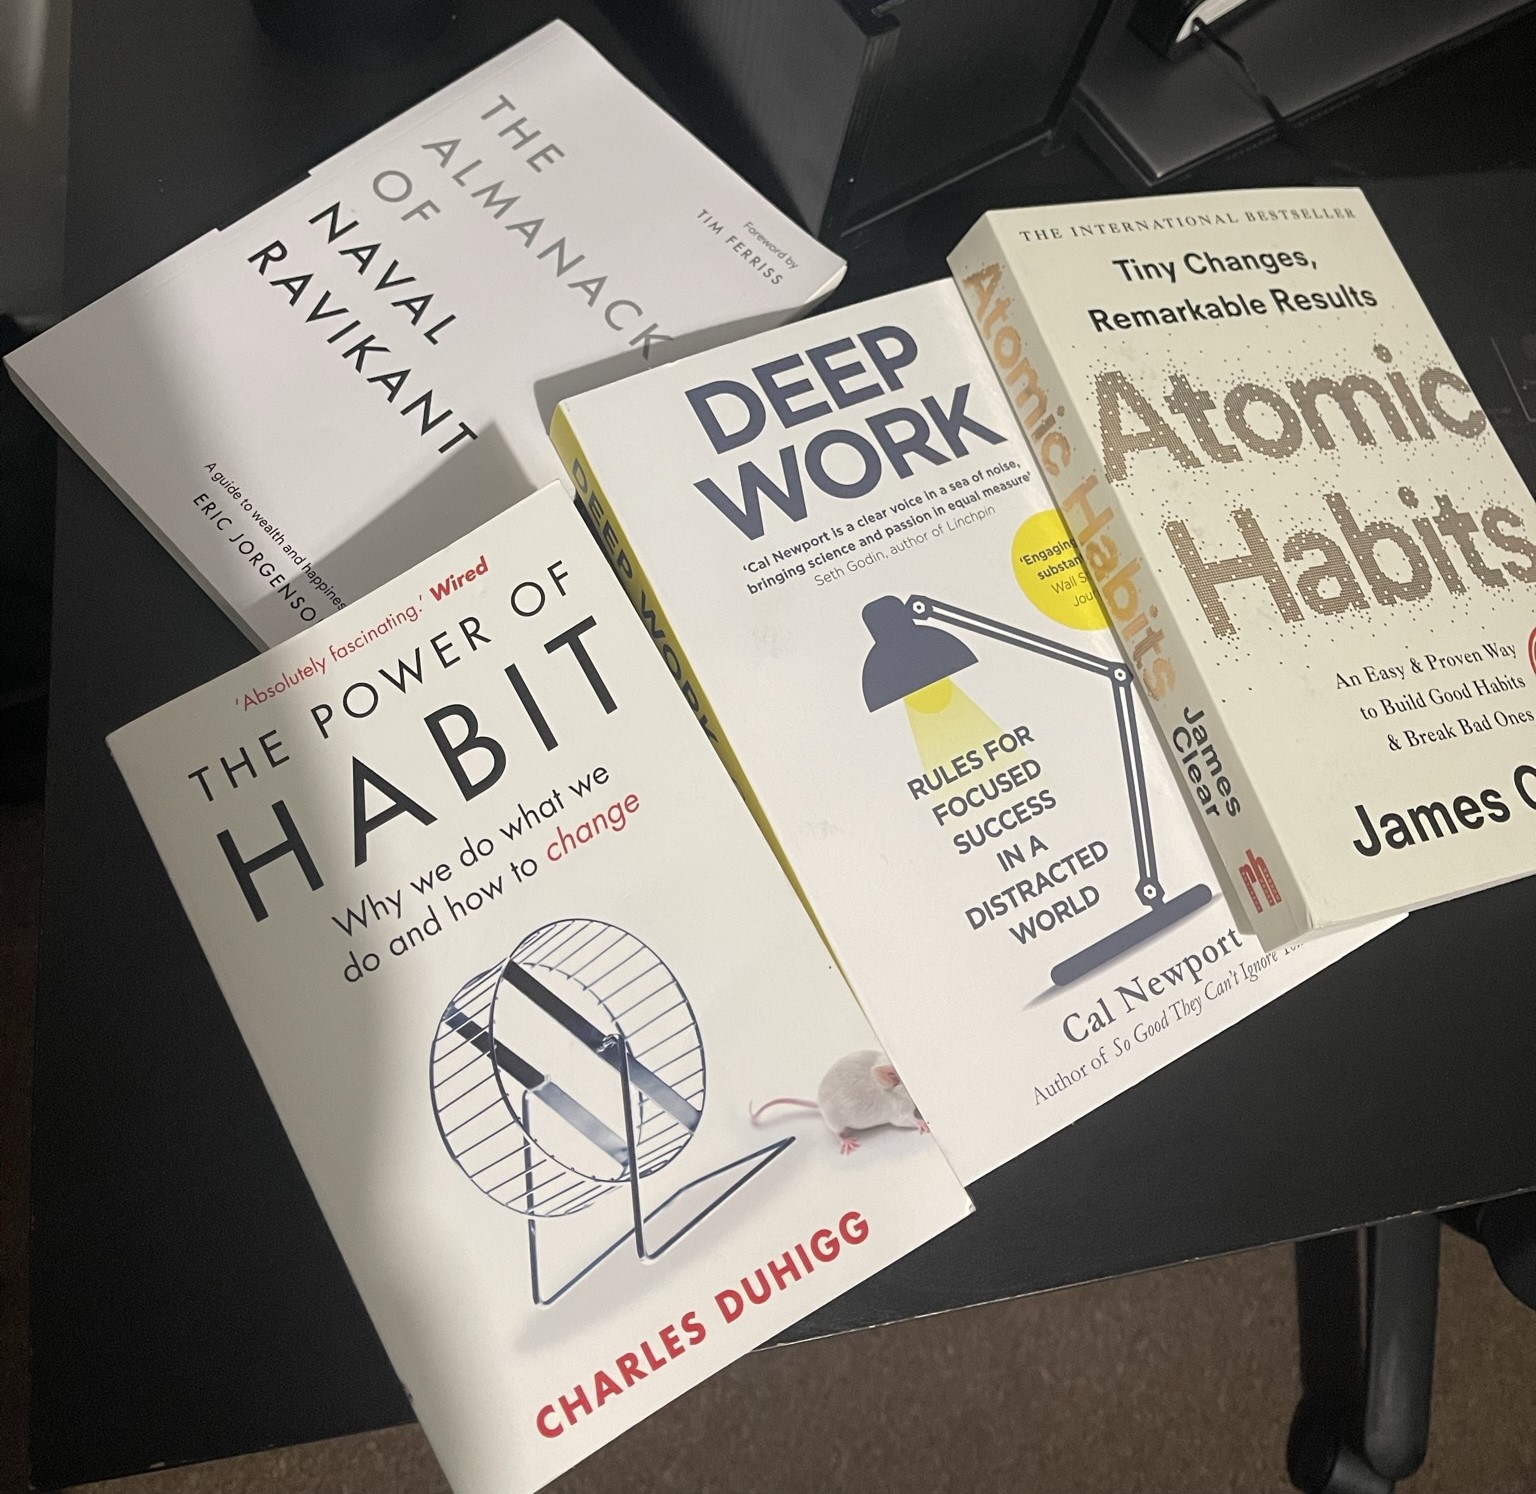 THE
ALMANACK
OF
NAVAL
RAVIKANT
Foreword by
TIM FERRISS
A guide to wealth and happines
ERIC JORGENSO
'Absolutely fascinating.' Wired
THE POWER OF
HABIT
Why we do what we
do and how to change
CHARLES DUHIGG
DEEP WORK
DEEP
WORK
'Cal Newport is a clear voice in a sea of noise,
bringing science and passion in equal measure'
Seth Godin, author of Linchpin
'Engaging
substan
Wall S
Jou
RULES FOR
FOCUSED
SUCCESS
IN A
DISTRACTED
WORLD
Cal Newport
Author of So Good They Can't Ignore
Atomic Habits
James
Clear
rh
THE INTERNATIONAL BESTSELLER
Tiny Changes,
Remarkable Results
Atomic
Habits
An Easy & Proven Way
to Build Good Habits
& Break Bad Ones
James C